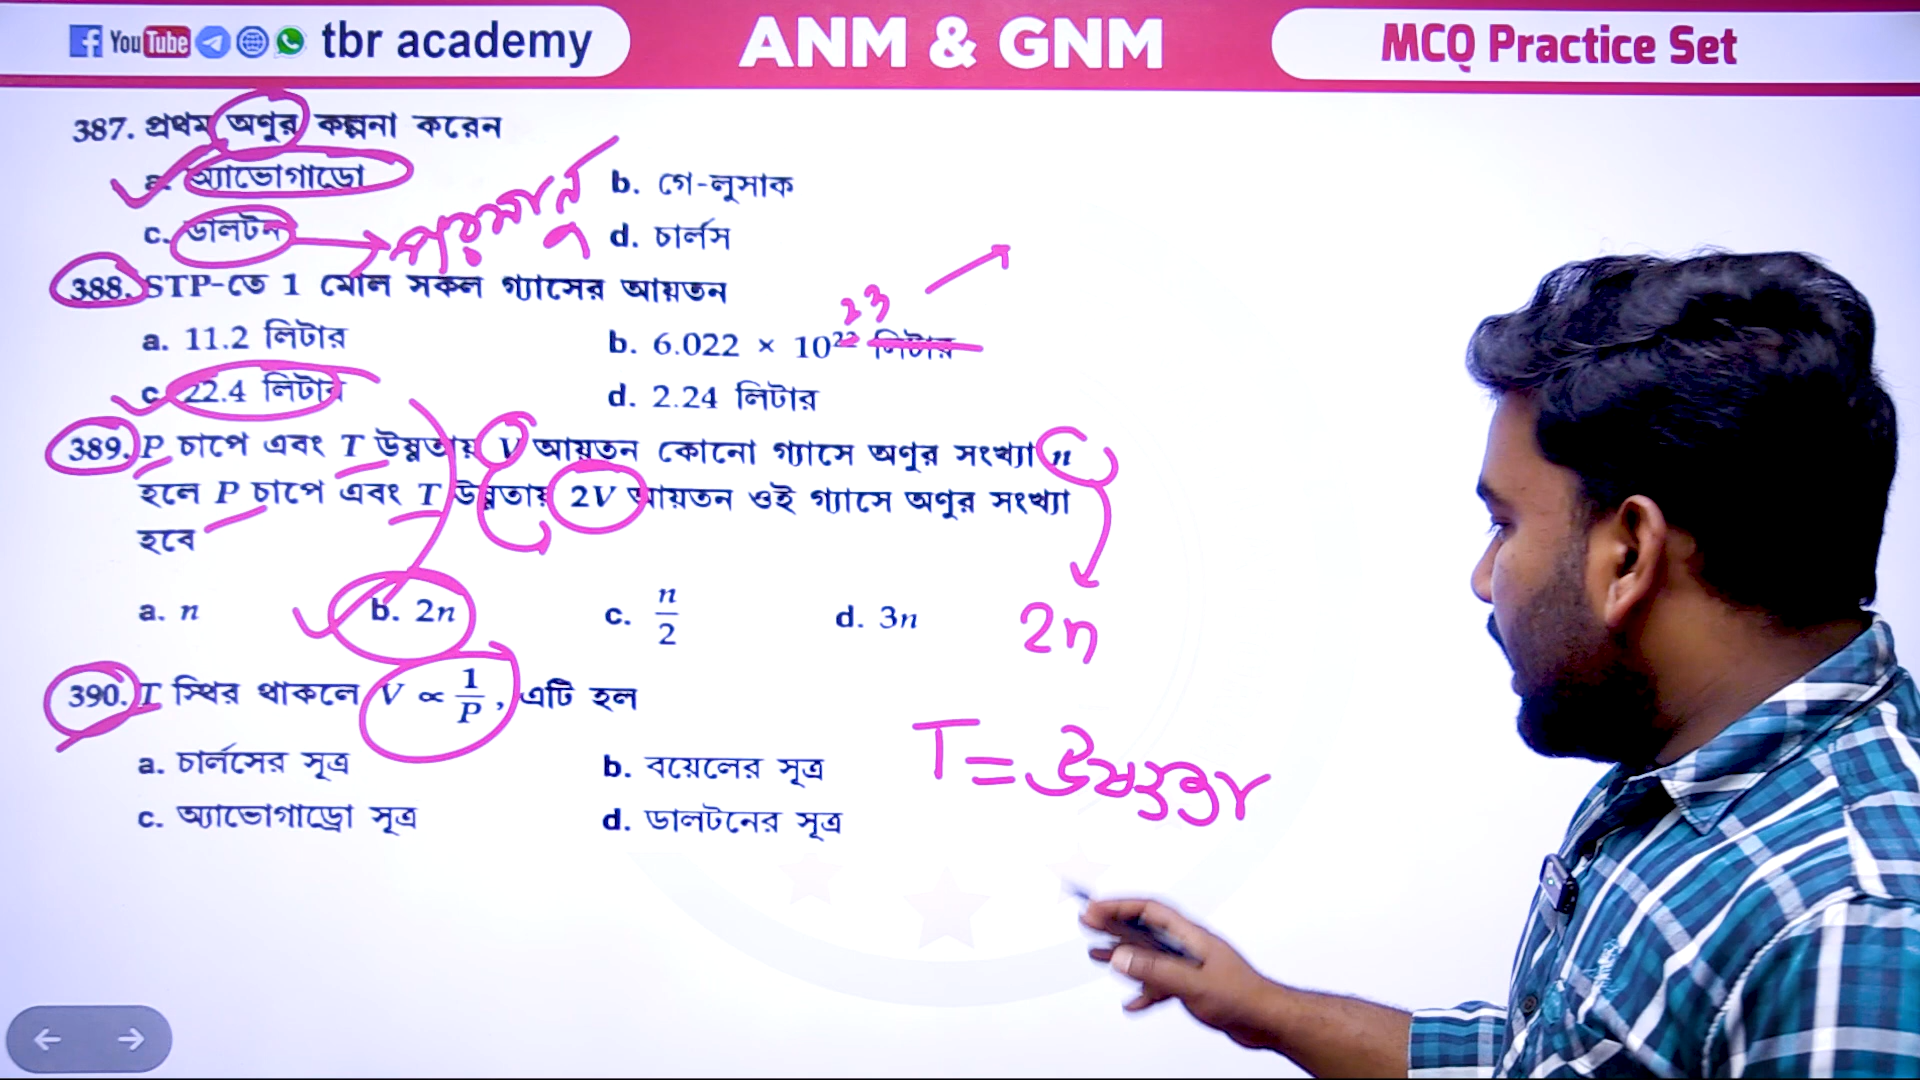 YouTube tbr academy
ANM & GNM
MCQ Practice Set
387. প্রথম অণুর কল্পনা করেন
a. অ্যাভোগাড্রো b. গে-লুসাক
c. ডালটন d. চার্লস
388. STP-তে 1 মোল সকল গ্যাসের আয়তন
23
a. 11.2 লিটার b. 6.022 × 10²² লিটার
c. 22.4 লিটার d. 2.24 লিটার
389. P চাপে এবং T উষ্ণতায় V আয়তন কোনো গ্যাসে অণুর সংখ্যা n
হলে P চাপে এবং T উষ্ণতায় 2V আয়তন ওই গ্যাসে অণুর সংখ্যা
হবে
a. n b. 2n c. n/2 d. 3n
2n
390. T স্থির থাকলে V ∝ 1/P, এটি হল
a. চার্লসের সূত্র b. বয়েলের সূত্র
T =
c. অ্যাভোগাড্রো সূত্র d. ডালটনের সূত্র